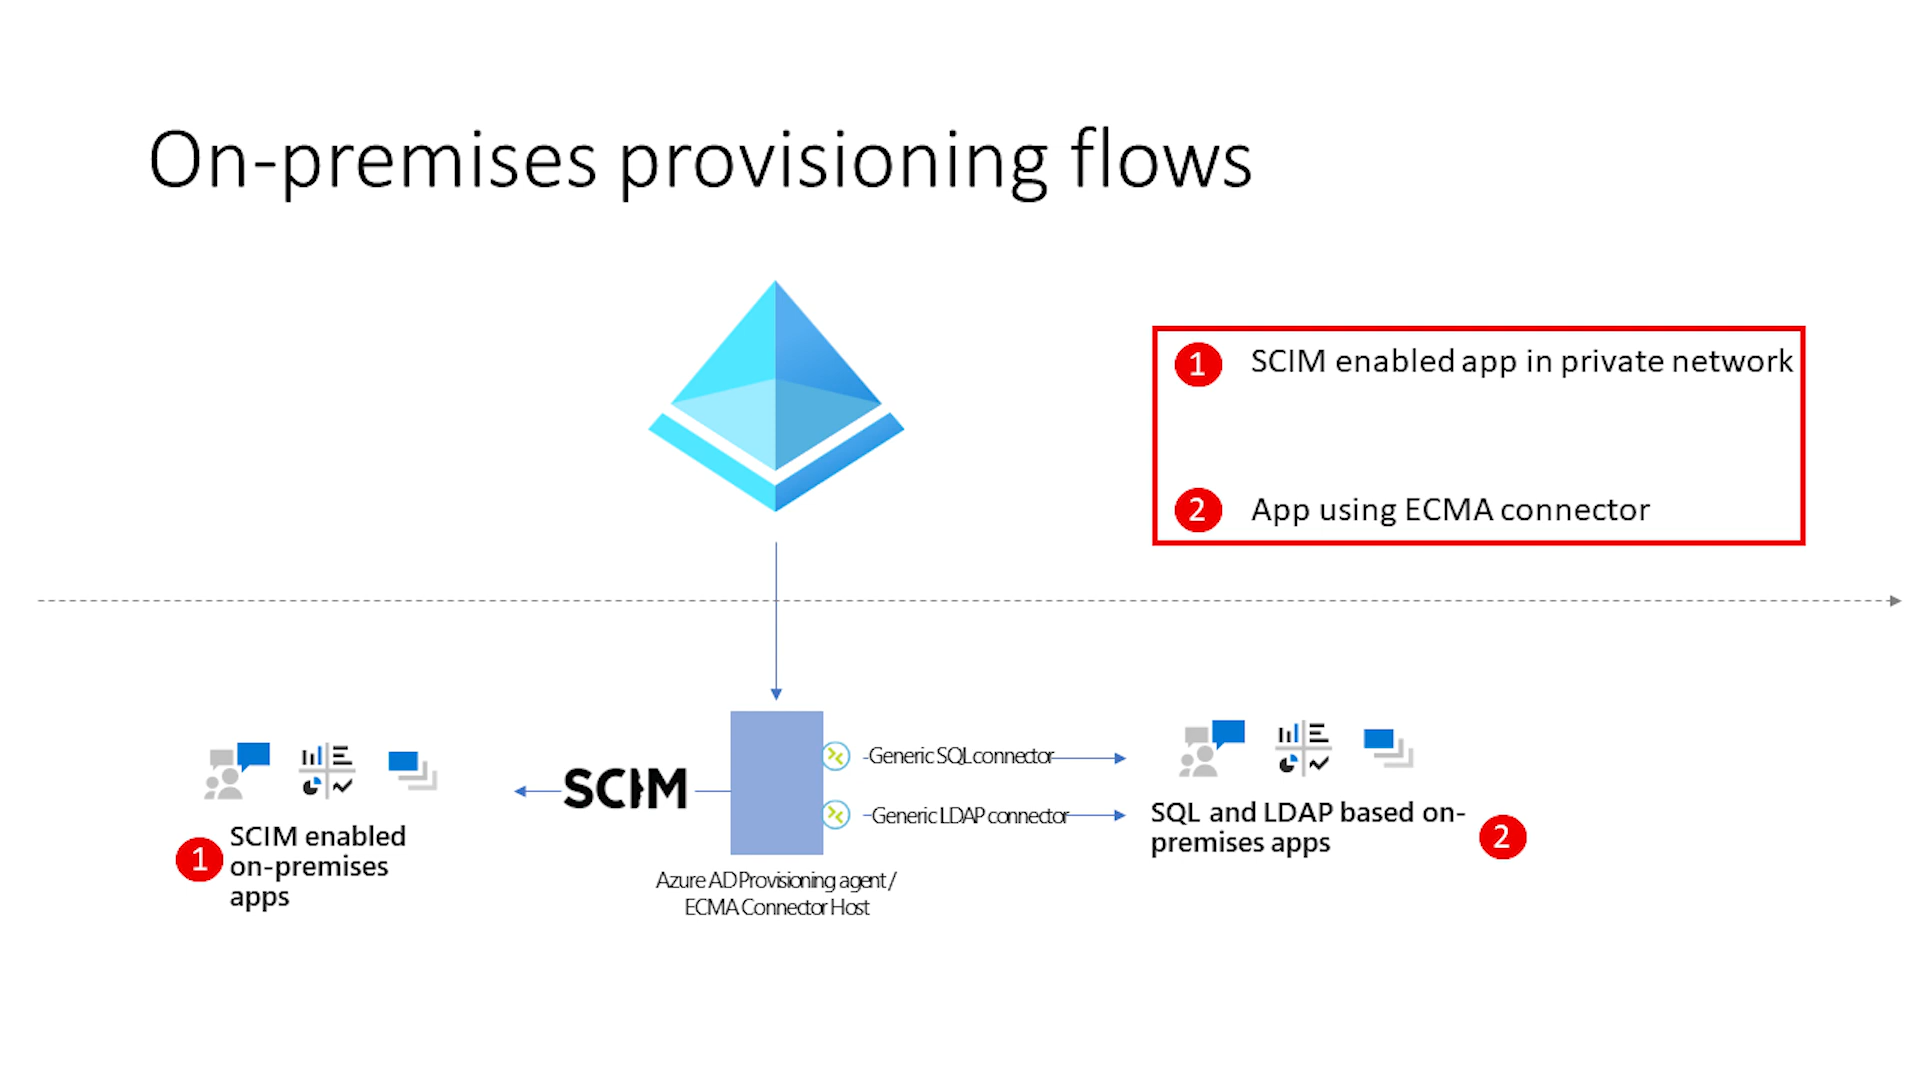 On-premises provisioning flows
1 SCIM enabled app in private network
2 App using ECMA connector
SCIM
Generic SQL connector
Generic LDAP connector
1 SCIM enabled
on-premises
apps
Azure AD Provisioning agent /
ECMA Connector Host
SQL and LDAP based on-
premises apps
2